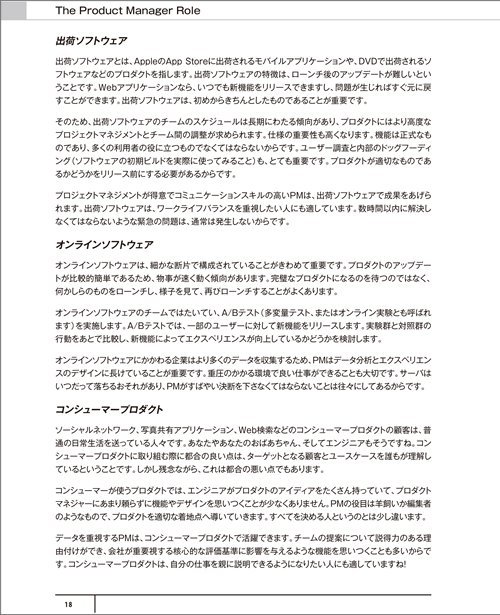 The Product Manager Role
出荷ソフトウェア
出荷ソフトウェアとは、AppleのApp Storeに出荷されるモバイルアプリケーションや、DVDで出荷されるソ
フトウェアなどのプロダクトを指します。出荷ソフトウェアの特徴は、ローンチ後のアップデートが難しいとい
うことです。Webアプリケーションなら、いつでも新機能をリリースできますし、問題が生じればすぐ元に戻
すことができます。出荷ソフトウェアは、初めからきちんとしたものであることが重要です。
そのため、出荷ソフトウェアのチームのスケジュールは長期にわたる傾向があり、プロダクトにはより高度な
プロジェクトマネジメントとチーム間の調整が求められます。仕様の重要性も高くなります。機能は正式なも
のであり、多くの利用者の役に立つものでなくてはならないからです。ユーザー調査と内部のドッグフーディ
ング（ソフトウェアの初期ビルドを実際に使ってみること）も、とても重要です。プロダクトが適切なものであ
るかどうかをリリース前にする必要があるからです。
プロジェクトマネジメントが得意でコミュニケーションスキルの高いPMは、出荷ソフトウェアで成果をあげら
れます。出荷ソフトウェアは、ワークライフバランスを重視したい人にも適しています。数時間以内に解決し
なくてはならないような緊急の問題は、通常は発生しないからです。
オンラインソフトウェア
オンラインソフトウェアは、細かな断片で構成されていることがきわめて重要です。プロダクトのアップデー
トが比較的簡単であるため、物事が速く動く傾向があります。完璧なプロダクトになるのを待つのではなく、
何かしらのものをローンチし、様子を見て、再びローンチすることがよくあります。
オンラインソフトウェアのチームではたいてい、A/Bテスト（多変量テスト、またはオンライン実験とも呼ばれ
ます）を実施します。A/Bテストでは、一部のユーザーに対して新機能をリリースします。実験群と対照群の
行動をあとで比較し、新機能によってエクスペリエンスが向上しているかどうかを検討します。
オンラインソフトウェアにかかわる企業はより多くのデータを収集するため、PMはデータ分析とエクスペリエン
スのデザインに長けていることが重要です。重圧のかかる環境で良い仕事ができることも大切です。サーバは
いつだって落ちるおそれがあり、PMがすばやい決断を下さなくてはならないことは往々にしてあるからです。
コンシューマープロダクト
ソーシャルネットワーク、写真共有アプリケーション、Web検索などのコンシューマープロダクトの顧客は、普
通の日常生活を送っている人々です。あなたやあなたのおばあちゃん、そしてエンジニアもそうですね。コン
シューマープロダクトに取り組む際に都合の良い点は、ターゲットとなる顧客とユースケースを誰もが理解し
ているということです。しかし残念ながら、これは都合の悪い点でもあります。
コンシューマーが使うプロダクトでは、エンジニアがプロダクトのアイディアをたくさん持っていて、プロダクト
マネジャーにあまり頼らずに機能やデザインを思いつくことが少なくありません。PMの役目は羊飼いか編集者
のようなもので、プロダクトを適切な着地点へ導いていきます。すべてを決める人というのとは少し違います。
データを重視するPMは、コンシューマープロダクトで活躍できます。チームの提案について説得力のある理
由付けができ、会社が重要視する核心的な評価基準に影響を与えるような機能を思いつくことも多いからで
す。コンシューマープロダクトは、自分の仕事を親に説明できるようになりたい人にも適していますね!
18